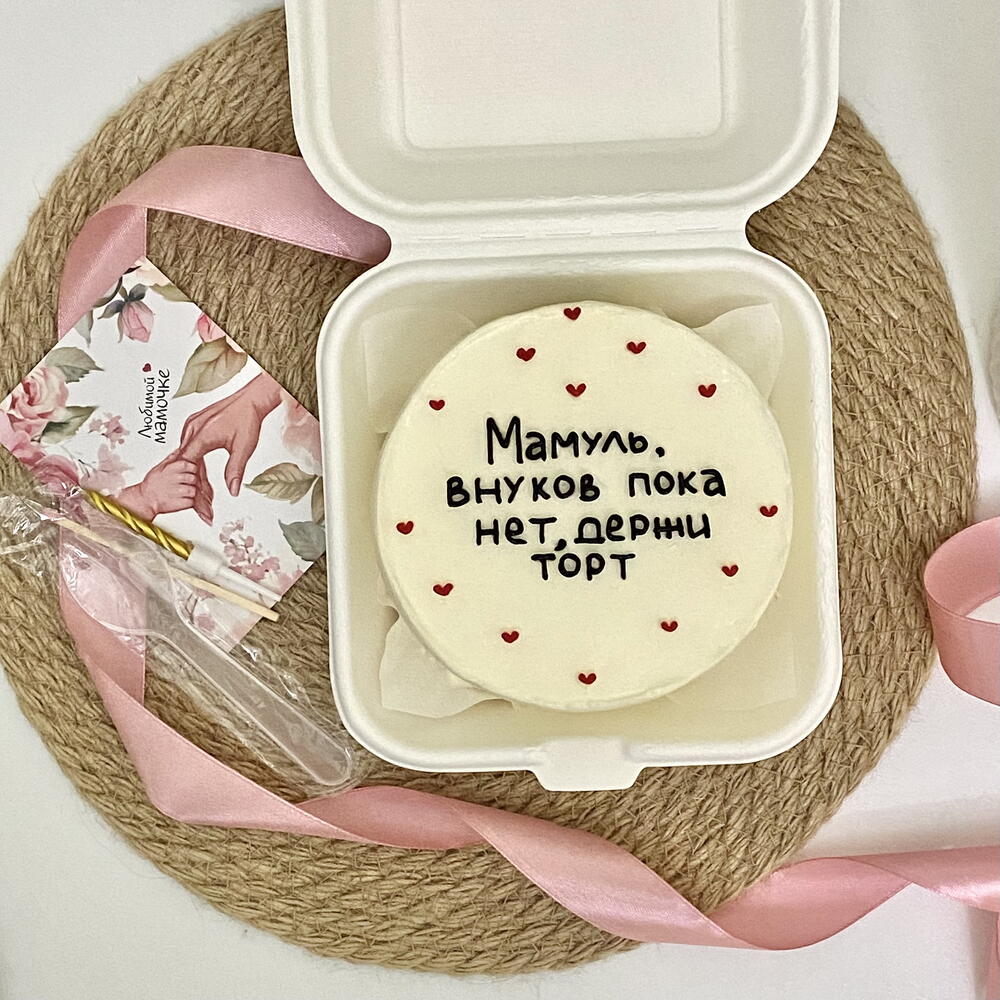 Мамуль,
внуков пока
нет, держи
торт
Любимой
мамочке